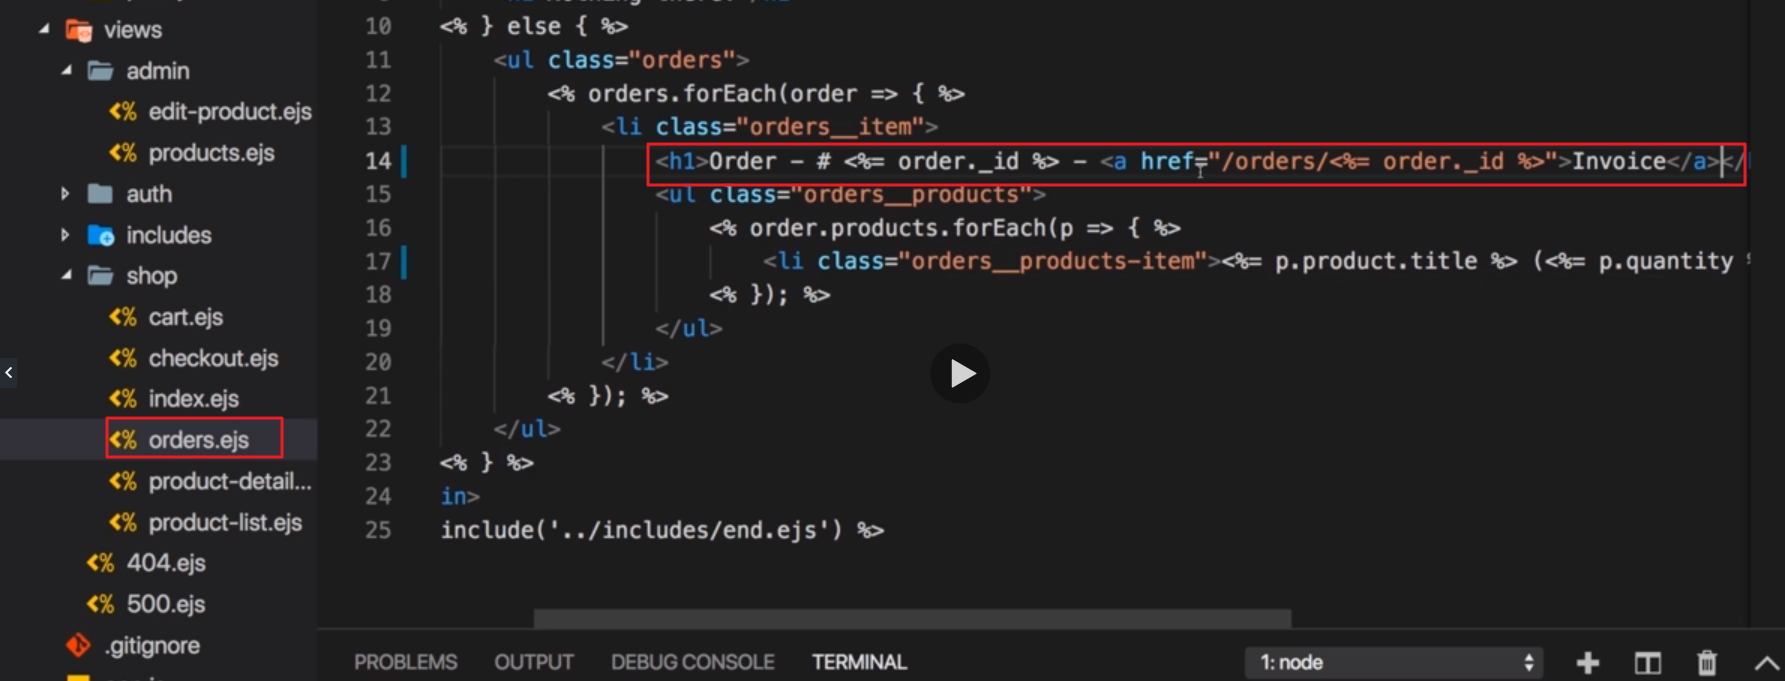 views
admin
edit-product.ejs
products.ejs
auth
includes
shop
cart.ejs
checkout.ejs
index.ejs
orders.ejs
product-detail...
product-list.ejs
404.ejs
500.ejs
.gitignore
10 <% } else { %>
11 <ul class="orders">
12 <% orders.forEach(order => { %>
13 <li class="orders__item">
14 <h1>Order - # <%= order._id %> - <a href="/orders/<%= order._id %>">Invoice</a></
15 <ul class="orders__products">
16 <% order.products.forEach(p => { %>
17 <li class="orders__products-item"><%= p.product.title %> (<%= p.quantity
18 <% }); %>
19 </ul>
20 </li>
21 <% }); %>
22 </ul>
23 <% } %>
24 in>
25 include('../includes/end.ejs') %>
PROBLEMS OUTPUT DEBUG CONSOLE TERMINAL 1: node